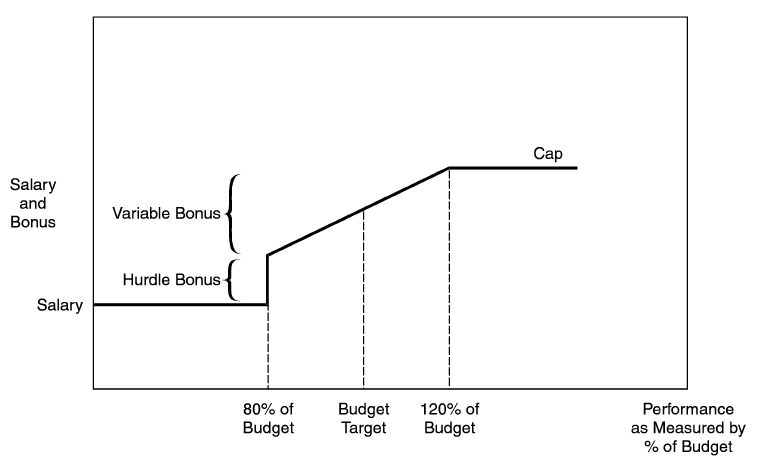 Cap
Salary
and
Bonus
Variable Bonus
Hurdle Bonus
Salary
80% of
Budget
Budget
Target
120% of
Budget
Performance
as Measured by
% of Budget